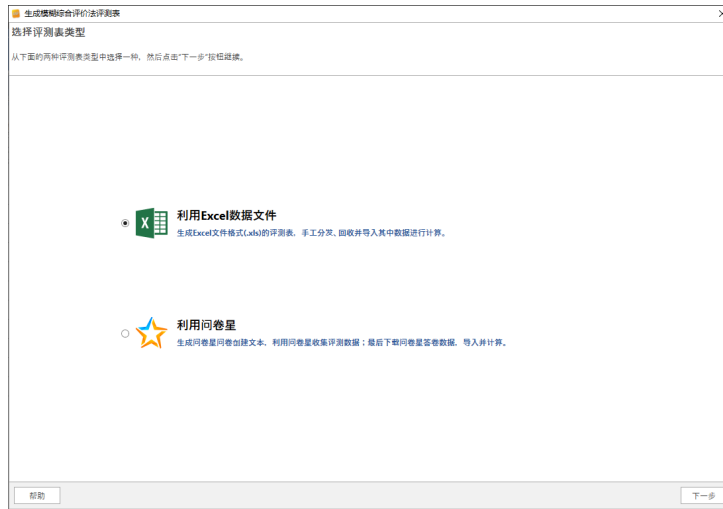 生成模糊综合评价法评测表
选择评测表类型
从下面的两种评测表类型中选择一种，然后点击"下一步"按钮继续。
利用Excel数据文件
生成Excel文件格式(.xls)的评测表，手工分发、回收并导入其中数据进行计算。
利用问卷星
生成问卷星问卷创建文本，利用问卷星收集评测数据；最后下载问卷星答卷数据，导入并计算。
帮助
下一步